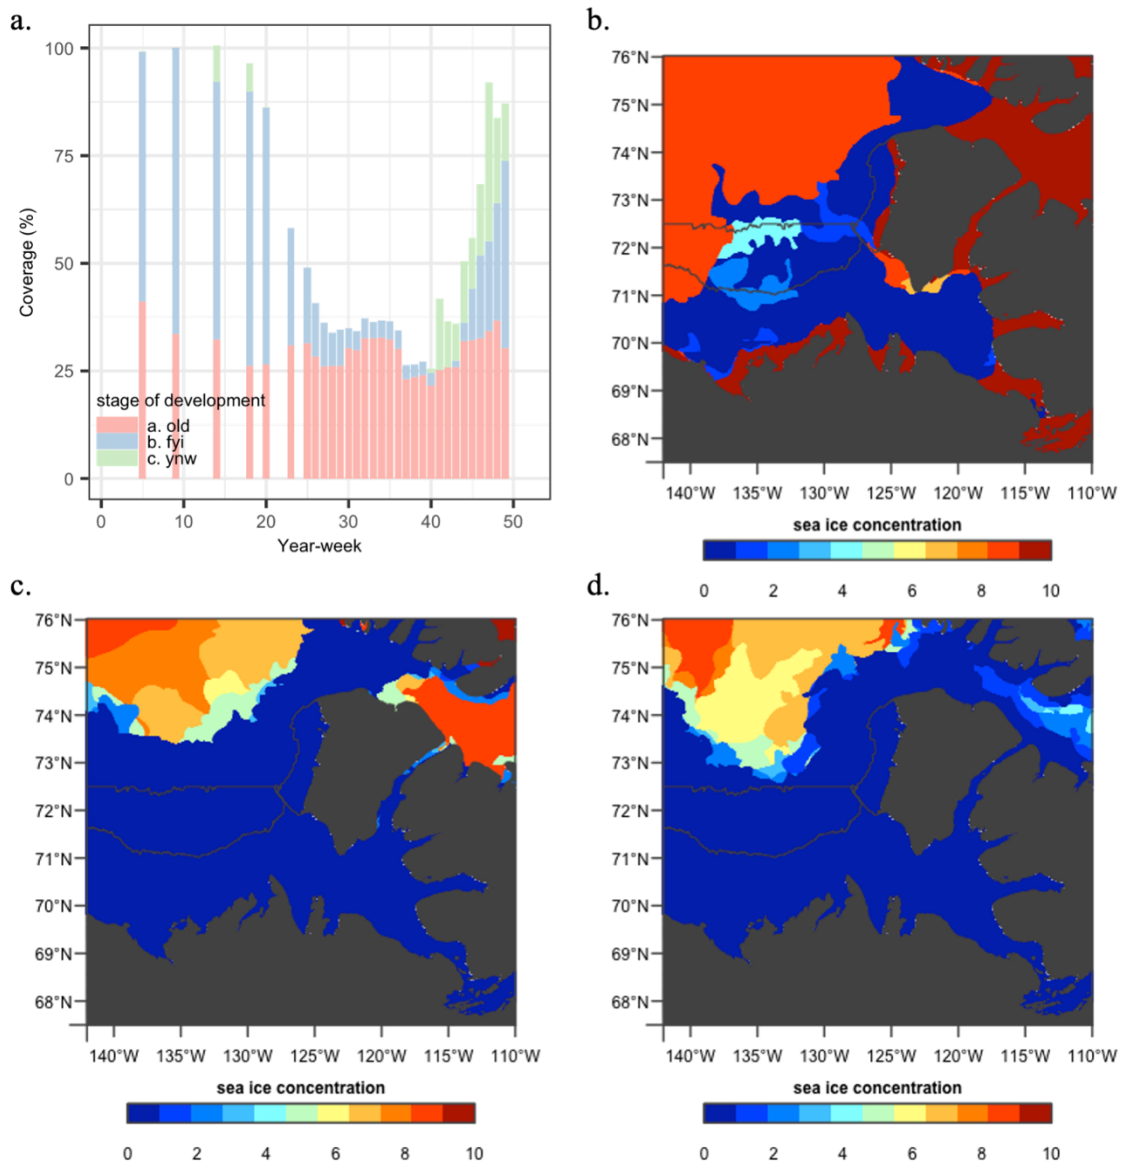 a.
100
75
50
25
0
Coverage (%)
stage of development
a. old
b. fyi
c. ynw
0 10 20 30 40 50
Year-week
b.
76°N
75°N
74°N
73°N
72°N
71°N
70°N
69°N
68°N
140°W 135°W 130°W 125°W 120°W 115°W 110°W
sea ice concentration
0 2 4 6 8 10
c.
76°N
75°N
74°N
73°N
72°N
71°N
70°N
69°N
68°N
140°W 135°W 130°W 125°W 120°W 115°W 110°W
sea ice concentration
0 2 4 6 8 10
d.
76°N
75°N
74°N
73°N
72°N
71°N
70°N
69°N
68°N
140°W 135°W 130°W 125°W 120°W 115°W 110°W
sea ice concentration
0 2 4 6 8 10